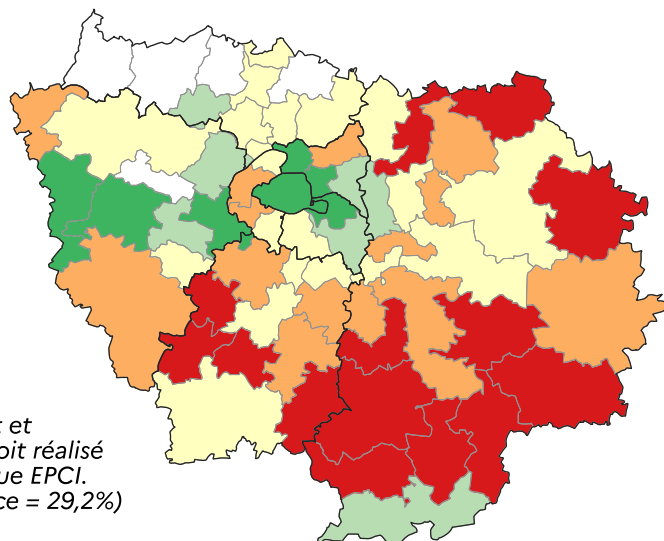 et
oit réalisé
ue EPCI.
ce = 29,2%)